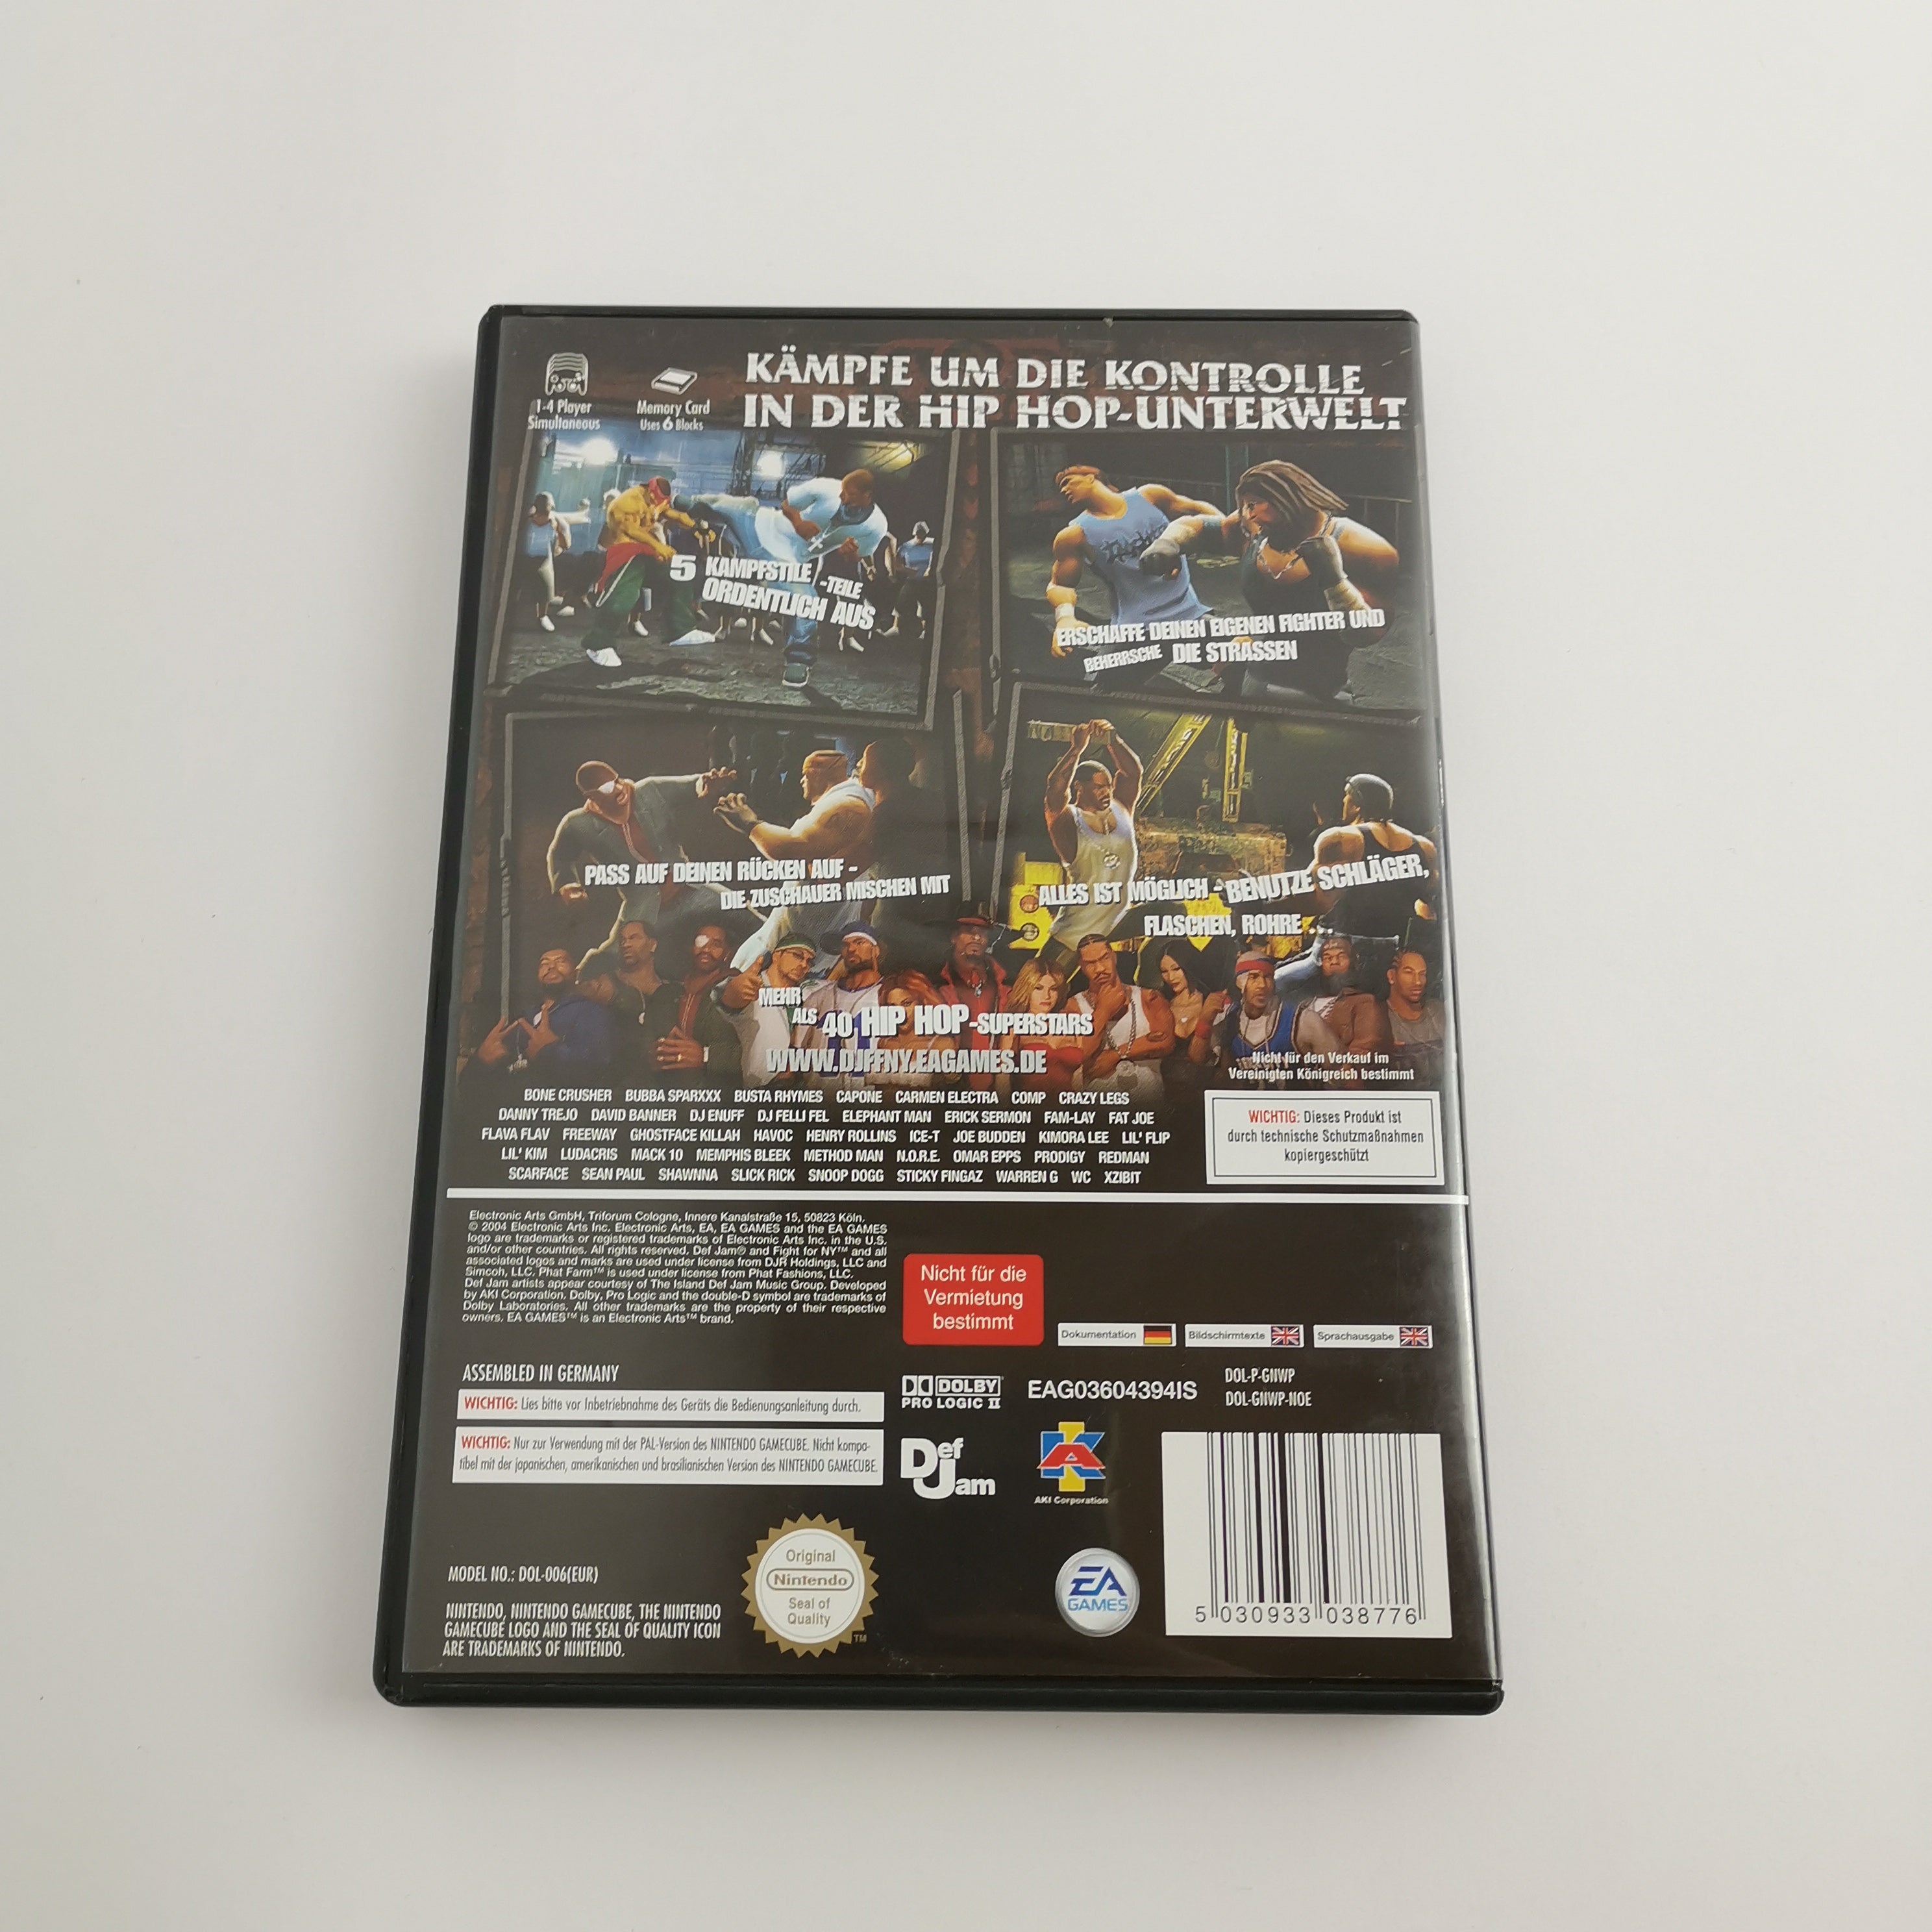 1-4 Player
Simultaneous
Memory Card
Uses 6 Blocks
KÄMPFE UM DIE KONTROLLE
IN DER HIP HOP-UNTERWELT
5 KAMPFSTILE -TEILE
ORDENTLICH AUS
ERSCHAFFE DEINEN EIGENEN FIGHTER UND
BEHERRSCHE DIE STRASSEN
PASS AUF DEINEN RÜCKEN AUF -
DIE ZUSCHAUER MISCHEN MIT
ALLES IST MÖGLICH - BENUTZE SCHLÄGER,
FLASCHEN, ROHRE ...
MEHR
ALS 40 HIP HOP-SUPERSTARS
WWW.DJFFNY.EAGAMES.DE
Nicht für den Verkauf im
Vereinigten Königreich bestimmt
BONE CRUSHER BUBBA SPARXXX BUSTA RHYMES CAPONE CARMEN ELECTRA COMP CRAZY LEGS
DANNY TREJO DAVID BANNER DJ ENUFF DJ FELLI FEL ELEPHANT MAN ERICK SERMON FAM-LAY FAT JOE
FLAVA FLAV FREEWAY GHOSTFACE KILLAH HAVOC HENRY ROLLINS ICE-T JOE BUDDEN KIMORA LEE LIL' FLIP
LIL' KIM LUDACRIS MACK 10 MEMPHIS BLEEK METHOD MAN N.O.R.E. OMAR EPPS PRODIGY REDMAN
SCARFACE SEAN PAUL SHAWNNA SLICK RICK SNOOP DOGG STICKY FINGAZ WARREN G WC XZIBIT
WICHTIG: Dieses Produkt ist
durch technische Schutzmaßnahmen
kopiergeschützt
Electronic Arts GmbH, Triforum Cologne, Innere Kanalstraße 15, 50823 Köln.
© 2004 Electronic Arts Inc. Electronic Arts, EA, EA GAMES and the EA GAMES
logo are trademarks or registered trademarks of Electronic Arts Inc. in the U.S.
and/or other countries. All rights reserved. Def Jam® and Fight for NY™ and all
associated logos and marks are used under license from DJR Holdings, LLC and
Simcoh, LLC. Phat Farm™ is used under license from Phat Fashions, LLC.
Def Jam artists appear courtesy of The Island Def Jam Music Group. Developed
by AKI Corporation. Dolby, Pro Logic and the double-D symbol are trademarks of
Dolby Laboratories. All other trademarks are the property of their respective
owners. EA GAMES™ is an Electronic Arts™ brand.
Nicht für die
Vermietung
bestimmt
Dokumentation
Bildschirmtexte
Sprachausgabe
ASSEMBLED IN GERMANY
WICHTIG: Lies bitte vor Inbetriebnahme des Geräts die Bedienungsanleitung durch.
WICHTIG: Nur zur Verwendung mit der PAL-Version des NINTENDO GAMECUBE. Nicht kompa-
tibel mit der japanischen, amerikanischen und brasilianischen Version des NINTENDO GAMECUBE.
DOLBY
PRO LOGIC II
EAG03604394IS
DOL-P-GNWP
DOL-GNWP-NOE
Def
Jam
AKI Corporation
MODEL NO.: DOL-006(EUR)
NINTENDO, NINTENDO GAMECUBE, THE NINTENDO
GAMECUBE LOGO AND THE SEAL OF QUALITY ICON
ARE TRADEMARKS OF NINTENDO.
Original
Nintendo
Seal of
Quality
TM
EA
GAMES
5 030933 038776